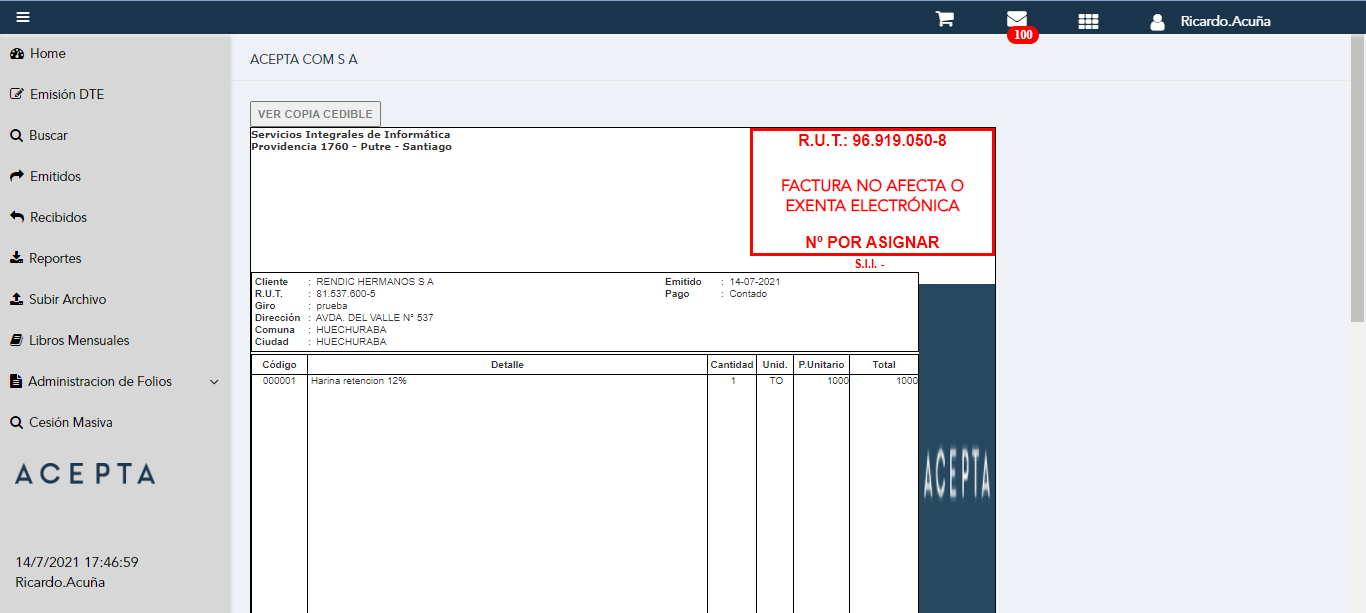 100
Ricardo.Acuña
Home
Emisión DTE
Buscar
Emitidos
Recibidos
Reportes
Subir Archivo
Libros Mensuales
Administracion de Folios
Cesión Masiva
ACEPTA
14/7/2021 17:46:59
Ricardo.Acuña
ACEPTA COM S A
VER COPIA CEDIBLE
Servicios Integrales de Informática
Providencia 1760 - Putre - Santiago
R.U.T.: 96.919.050-8
FACTURA NO AFECTA O
EXENTA ELECTRÓNICA
Nº POR ASIGNAR
S.I.I. -
Cliente : RENDIC HERMANOS S A Emitido : 14-07-2021
R.U.T. : 81.537.600-5 Pago : Contado
Giro : prueba
Dirección : AVDA. DEL VALLE N° 537
Comuna : HUECHURABA
Ciudad : HUECHURABA
Código Detalle Cantidad Unid. P.Unitario Total
000001 Harina retencion 12% 1 TO 1000 1000
ACEPTA